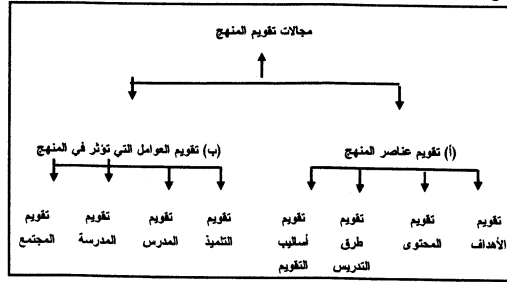 مجالات تقويم المنهج
(أ) تقويم عناصر المنهج
(ب) تقويم العوامل التي تؤثر في المنهج
تقويم الأهداف
تقويم المحتوى
تقويم طرق التدريس
تقويم أساليب التقويم
تقويم التلميذ
تقويم المدرس
تقويم المدرسة
تقويم المجتمع